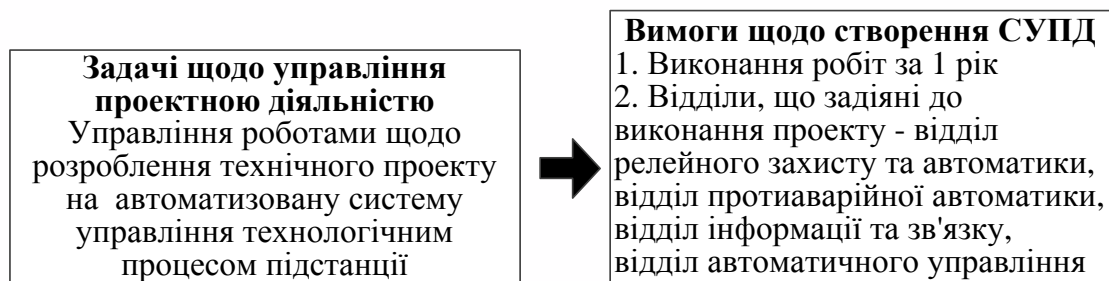 Задачі щодо управління
проектною діяльністю
Управління роботами щодо
розроблення технічного проекту
на автоматизовану систему
управління технологічним
процесом підстанції
Вимоги щодо створення СУПД
1. Виконання робіт за 1 рік
2. Відділи, що задіяні до
виконання проекту - відділ
релейного захисту та автоматики,
відділ протиаварійної автоматики,
відділ інформації та зв'язку,
відділ автоматичного управління